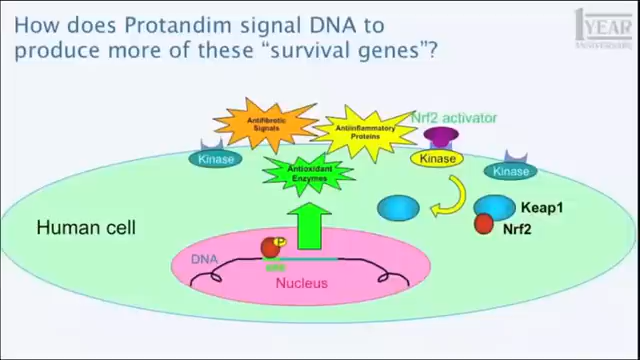 How does Protandim signal DNA to
produce more of these “survival genes”?
1 YEAR
ANNIVERSARY
Antifibrotic
Signals
Antiinflammatory
Proteins
Nrf2 activator
Kinase
Kinase
Kinase
Antioxidant
Enzymes
Keap1
Nrf2
Human cell
P
DNA
Nucleus